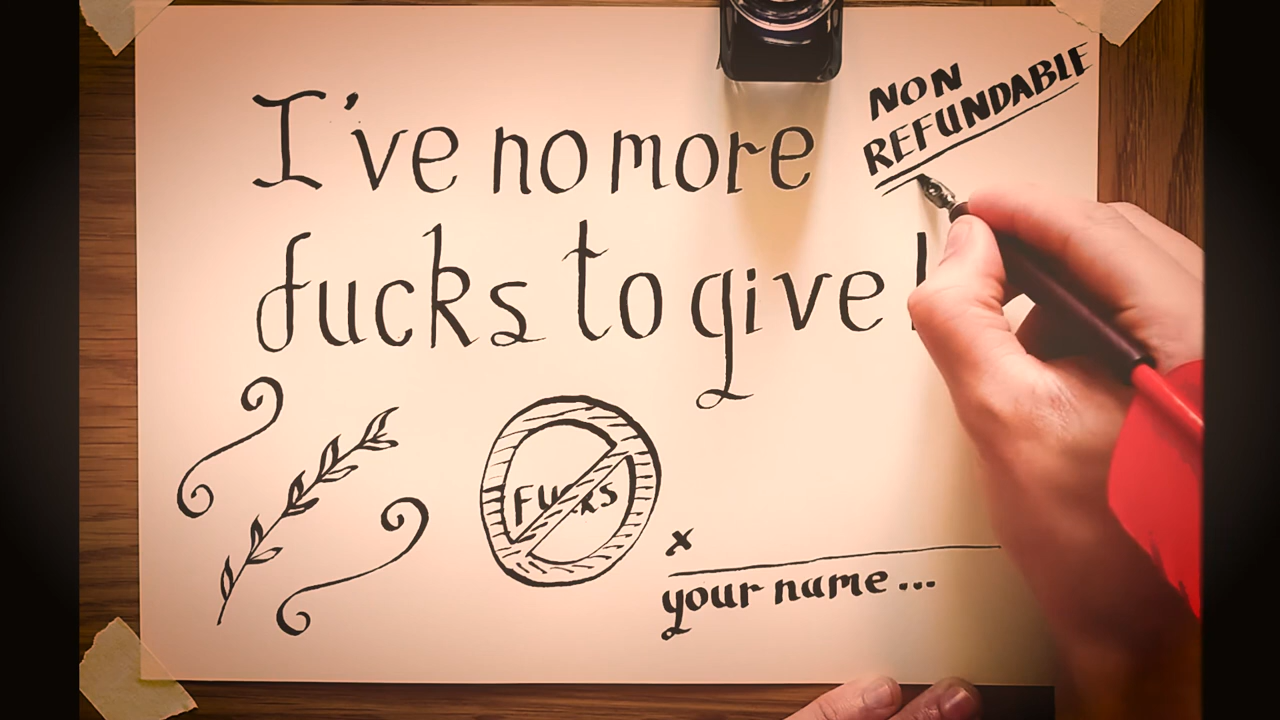 I've no more
fucks to give!
NON
REFUNDABLE
FUCKS
x
your name...